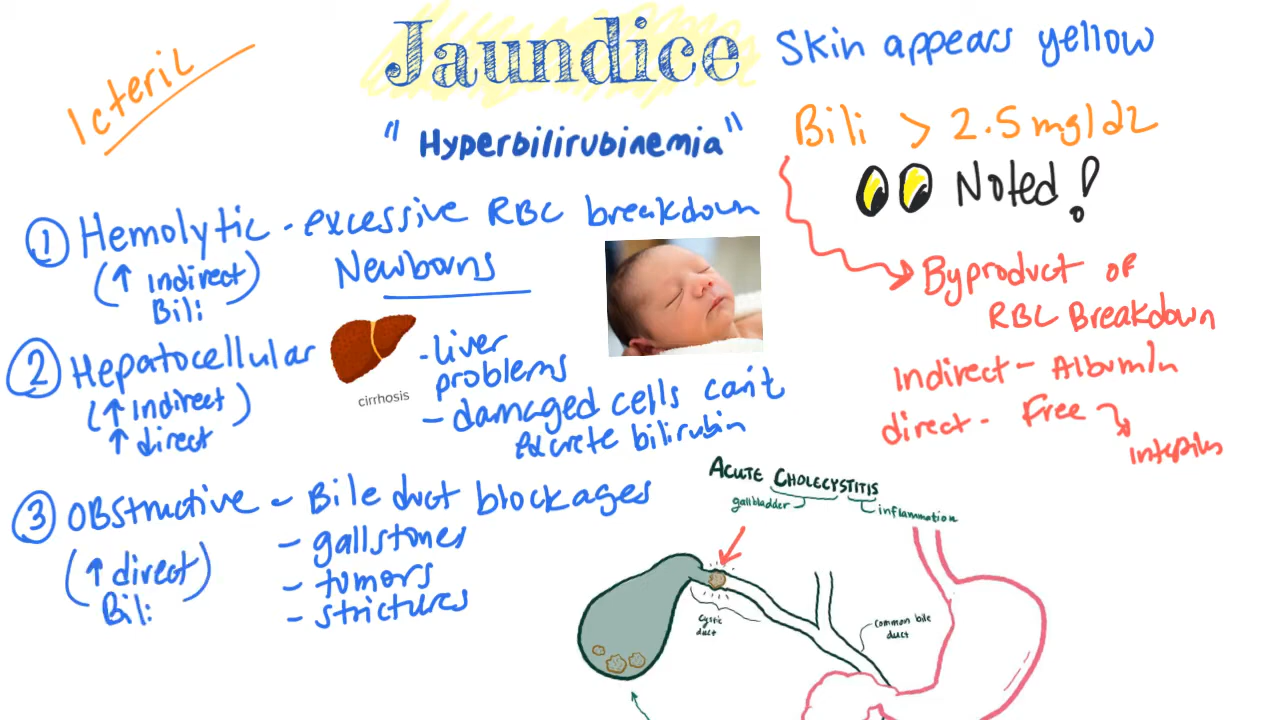 Icteric
Jaundice
"Hyperbilirubinemia"
Skin appears yellow
Bili > 2.5 mg/dL
Noted!
① Hemolytic - excessive RBC breakdown
(↑ Indirect)
Bili
Newborns
② Hepatocellular
(↑ Indirect)
↑ direct
cirrhosis
- liver
problems
- damaged cells can't
excrete bilirubin
③ OBstructive - Bile duct blockages
(↑ direct)
Bili
- gallstones
- tumors
- strictures
Byproduct OF
RBC Breakdown
Indirect - Albumin
direct - Free
ACUTE CHOLECYSTITIS
gallbladder
inflammation
Cystic
duct
common bile
duct